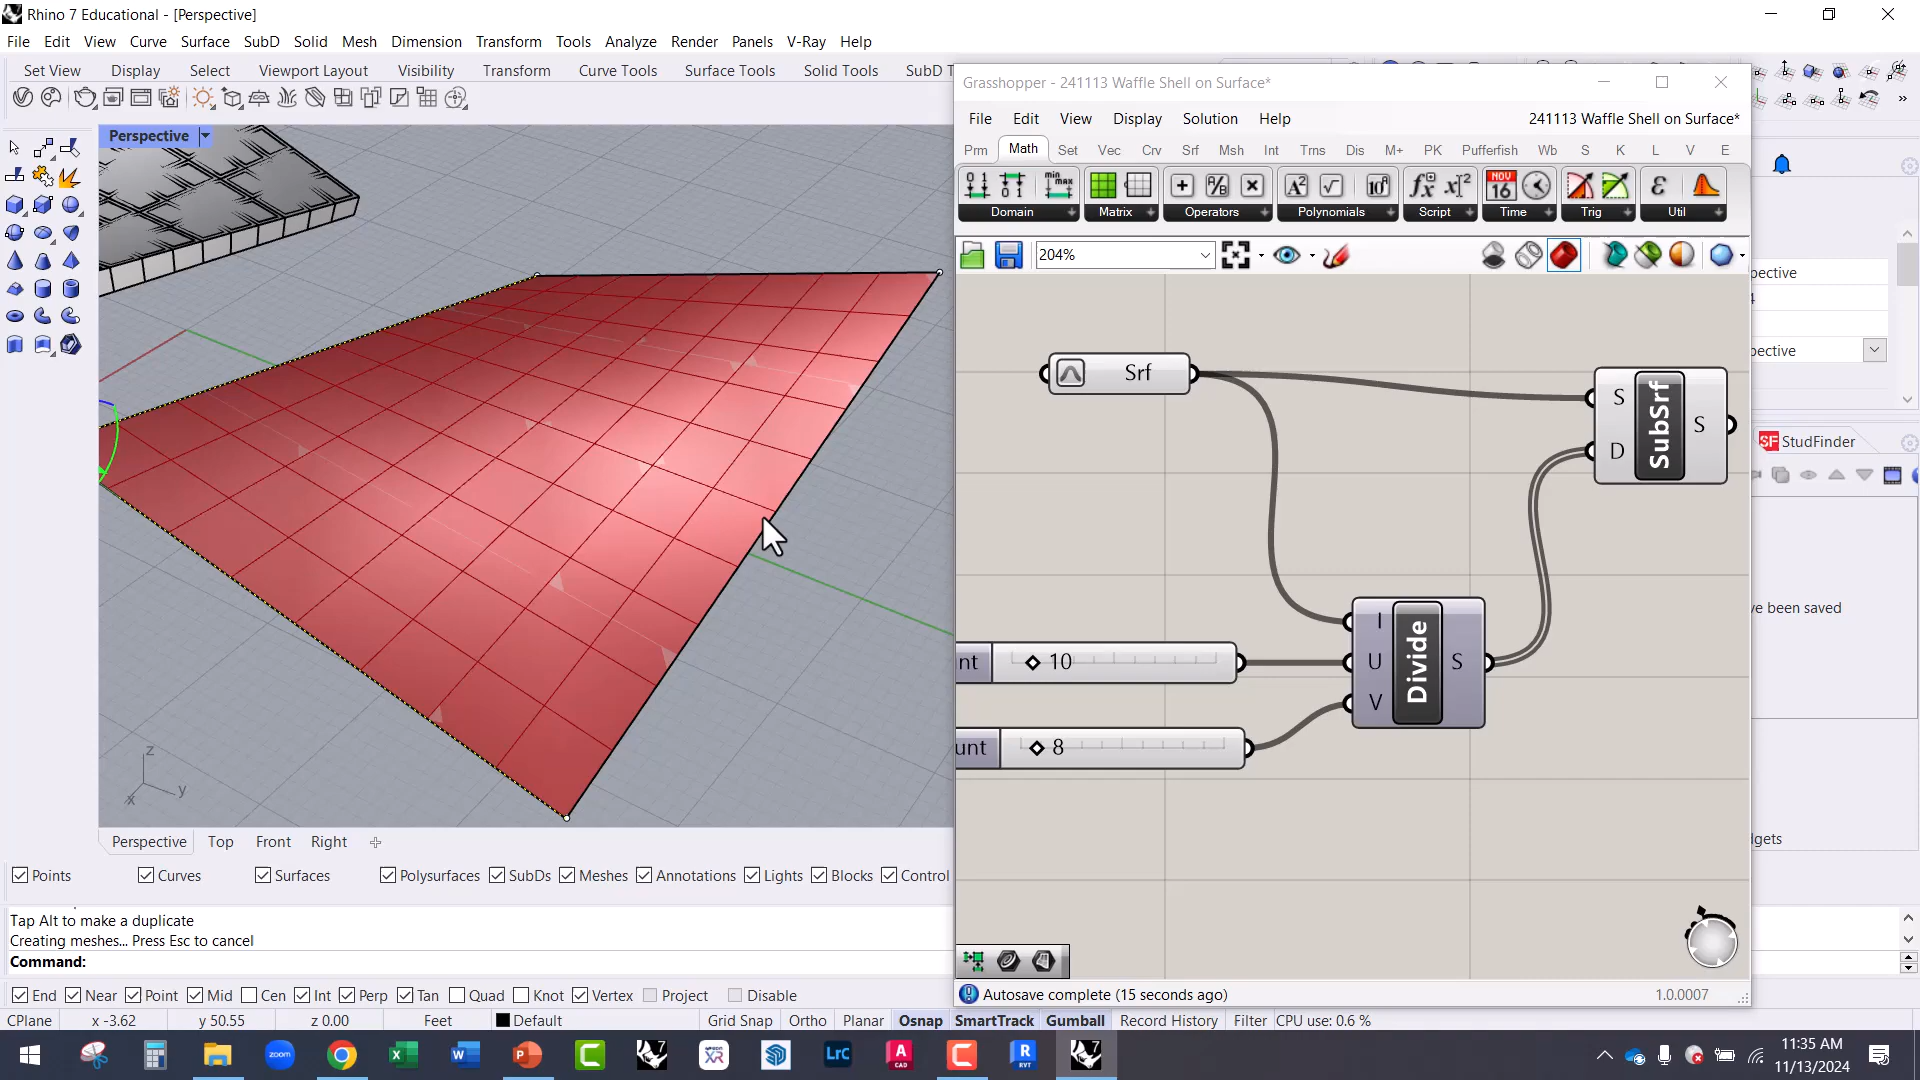 Rhino 7 Educational - [Perspective]
File Edit View Curve Surface SubD Solid Mesh Dimension Transform Tools Analyze Render Panels V-Ray Help
Set View Display Select Viewport Layout Visibility Transform Curve Tools Surface Tools Solid Tools SubD T
Perspective
Grasshopper - 241113 Waffle Shell on Surface*
File Edit View Display Solution Help 241113 Waffle Shell on Surface*
Prm Math Set Vec Crv Srf Msh Int Trns Dis M+ PK Pufferfish Wb S K L V E
Domain Matrix Operators Polynomials Script Time Trig Util
204%
Srf
S
D
SubSrf
S
I
U
V
Divide
S
nt 10
unt 8
Autosave complete (15 seconds ago) 1.0.0007
pective
4
pective
StudFinder
ve been saved
dgets
z
y
x
Perspective Top Front Right
Points Curves Surfaces Polysurfaces SubDs Meshes Annotations Lights Blocks Control
Tap Alt to make a duplicate
Creating meshes... Press Esc to cancel
Command:
End Near Point Mid Cen Int Perp Tan Quad Knot Vertex Project Disable
CPlane x -3.62 y 50.55 z 0.00 Feet Default Grid Snap Ortho Planar Osnap SmartTrack Gumball Record History Filter CPU use: 0.6 %
11:35 AM
11/13/2024